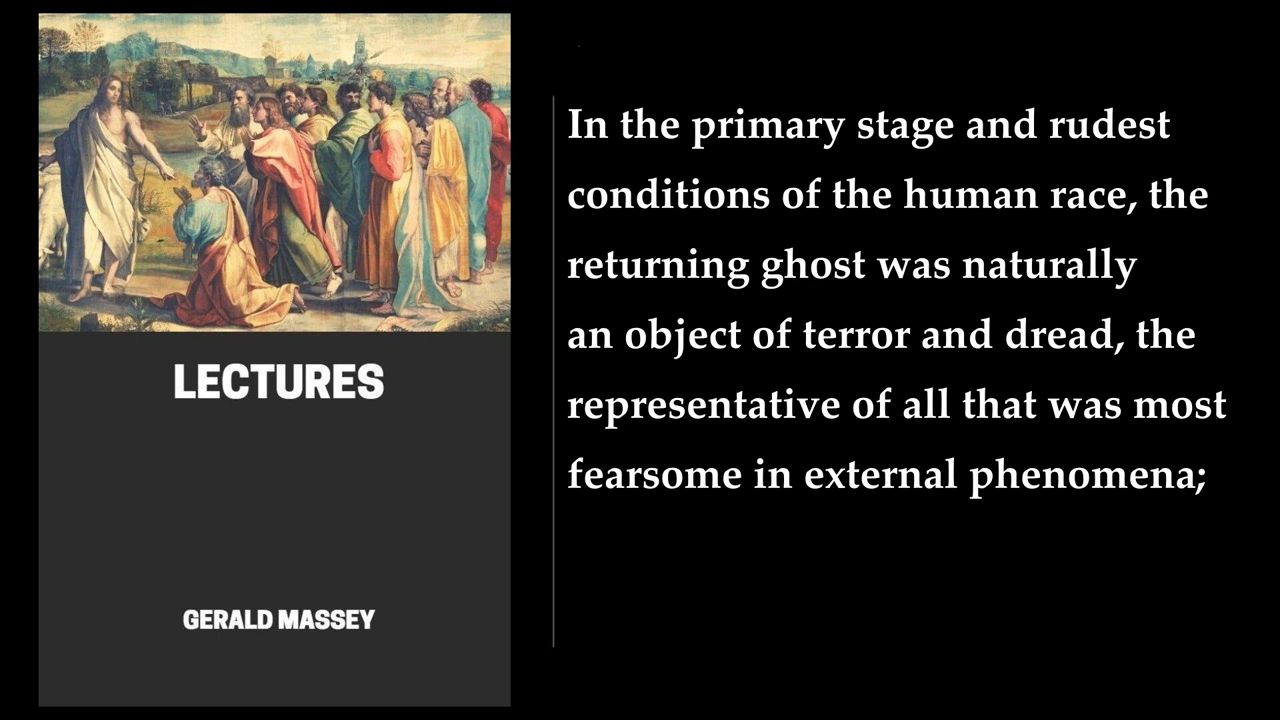 LECTURES
GERALD MASSEY
In the primary stage and rudest
conditions of the human race, the
returning ghost was naturally
an object of terror and dread, the
representative of all that was most
fearsome in external phenomena;